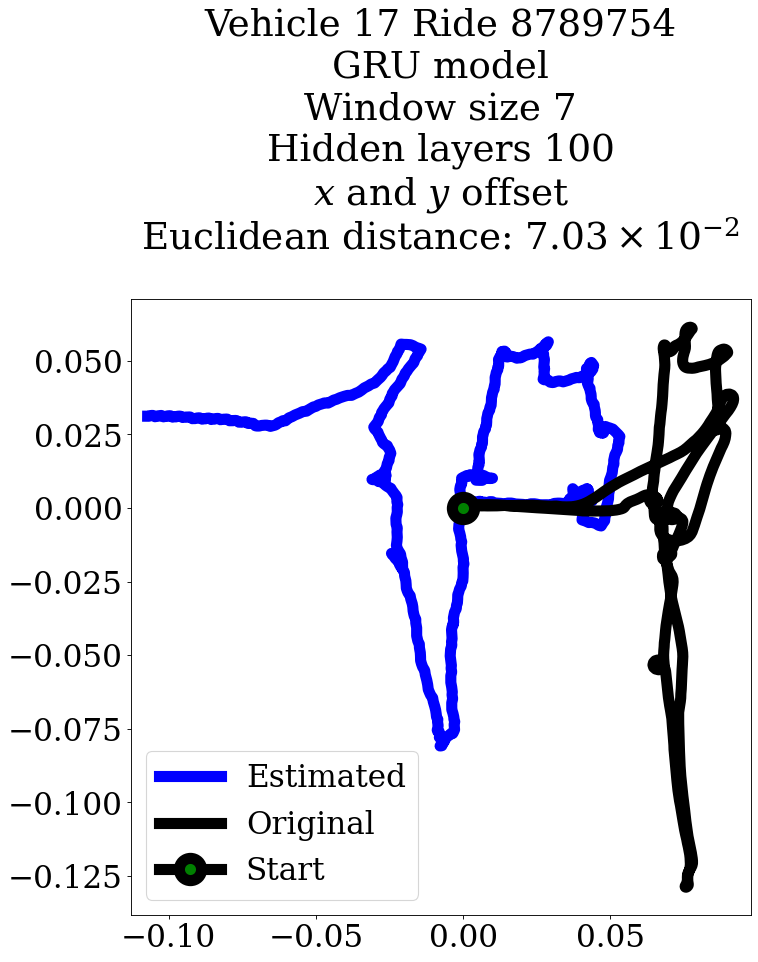 Vehicle 17 Ride 8789754
GRU model
Window size 7
Hidden layers 100
x and y offset
Euclidean distance: 7.03 × 10⁻²
0.050
0.025
0.000
−0.025
−0.050
−0.075
−0.100
−0.125
Estimated
Original
Start
−0.10 −0.05 0.00 0.05